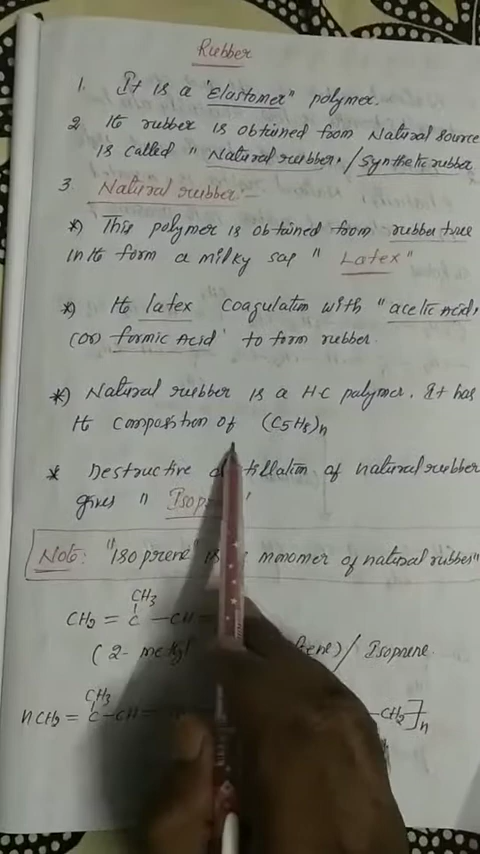 Rubber
1. It is a "Elastomer" polymer.
2. It rubber is obtained from Natural source
is called "Natural rubber, / Synthetic rubber
3. Natural rubber:-
*) This polymer is obtained from rubber tree
in It form a milky sap "Latex"
*) It latex coagulation with "acetic Acid,
(or) formic Acid' to form rubber.
*) Natural rubber is a H-C polymer. It has
It composition of (C5H8)n
* Destructive distillation of natural rubber
gives "Isop
Note: "Isoprene" is monomer of natural rubber"
CH3
CH2 = C - CH =
(2- methyl / Isoprene.
CH3
nCH2 = C - CH = CH2]n